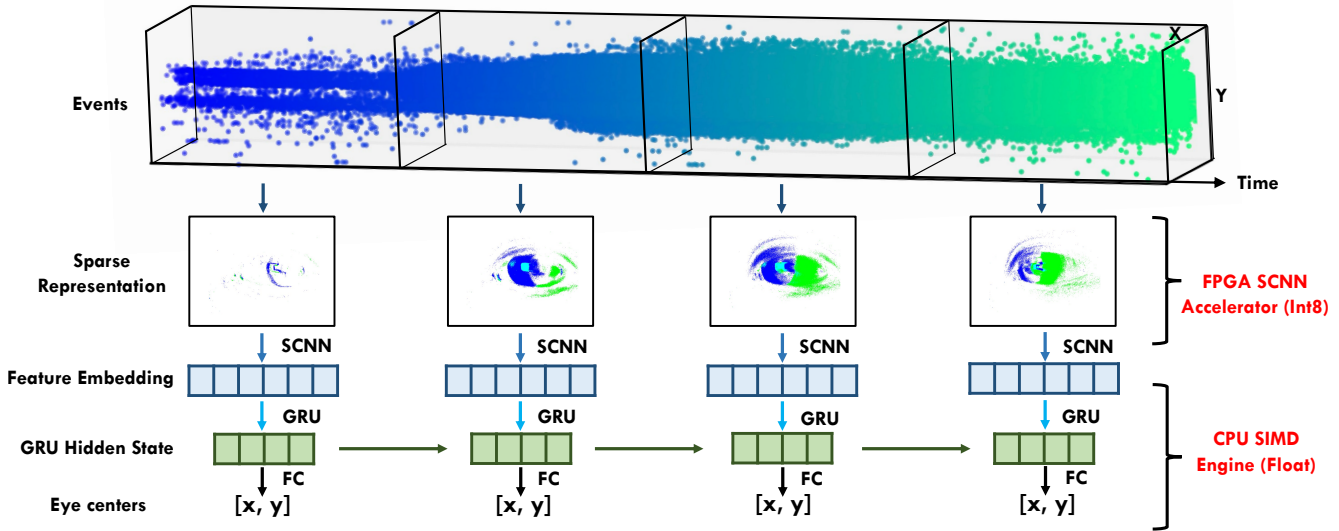 X
Events
Y
Time
Sparse
Representation
FPGA SCNN
Accelerator (Int8)
SCNN SCNN SCNN SCNN
Feature Embedding
GRU GRU GRU GRU
GRU Hidden State
CPU SIMD
Engine (Float)
FC FC FC FC
Eye centers [x, y] [x, y] [x, y] [x, y]